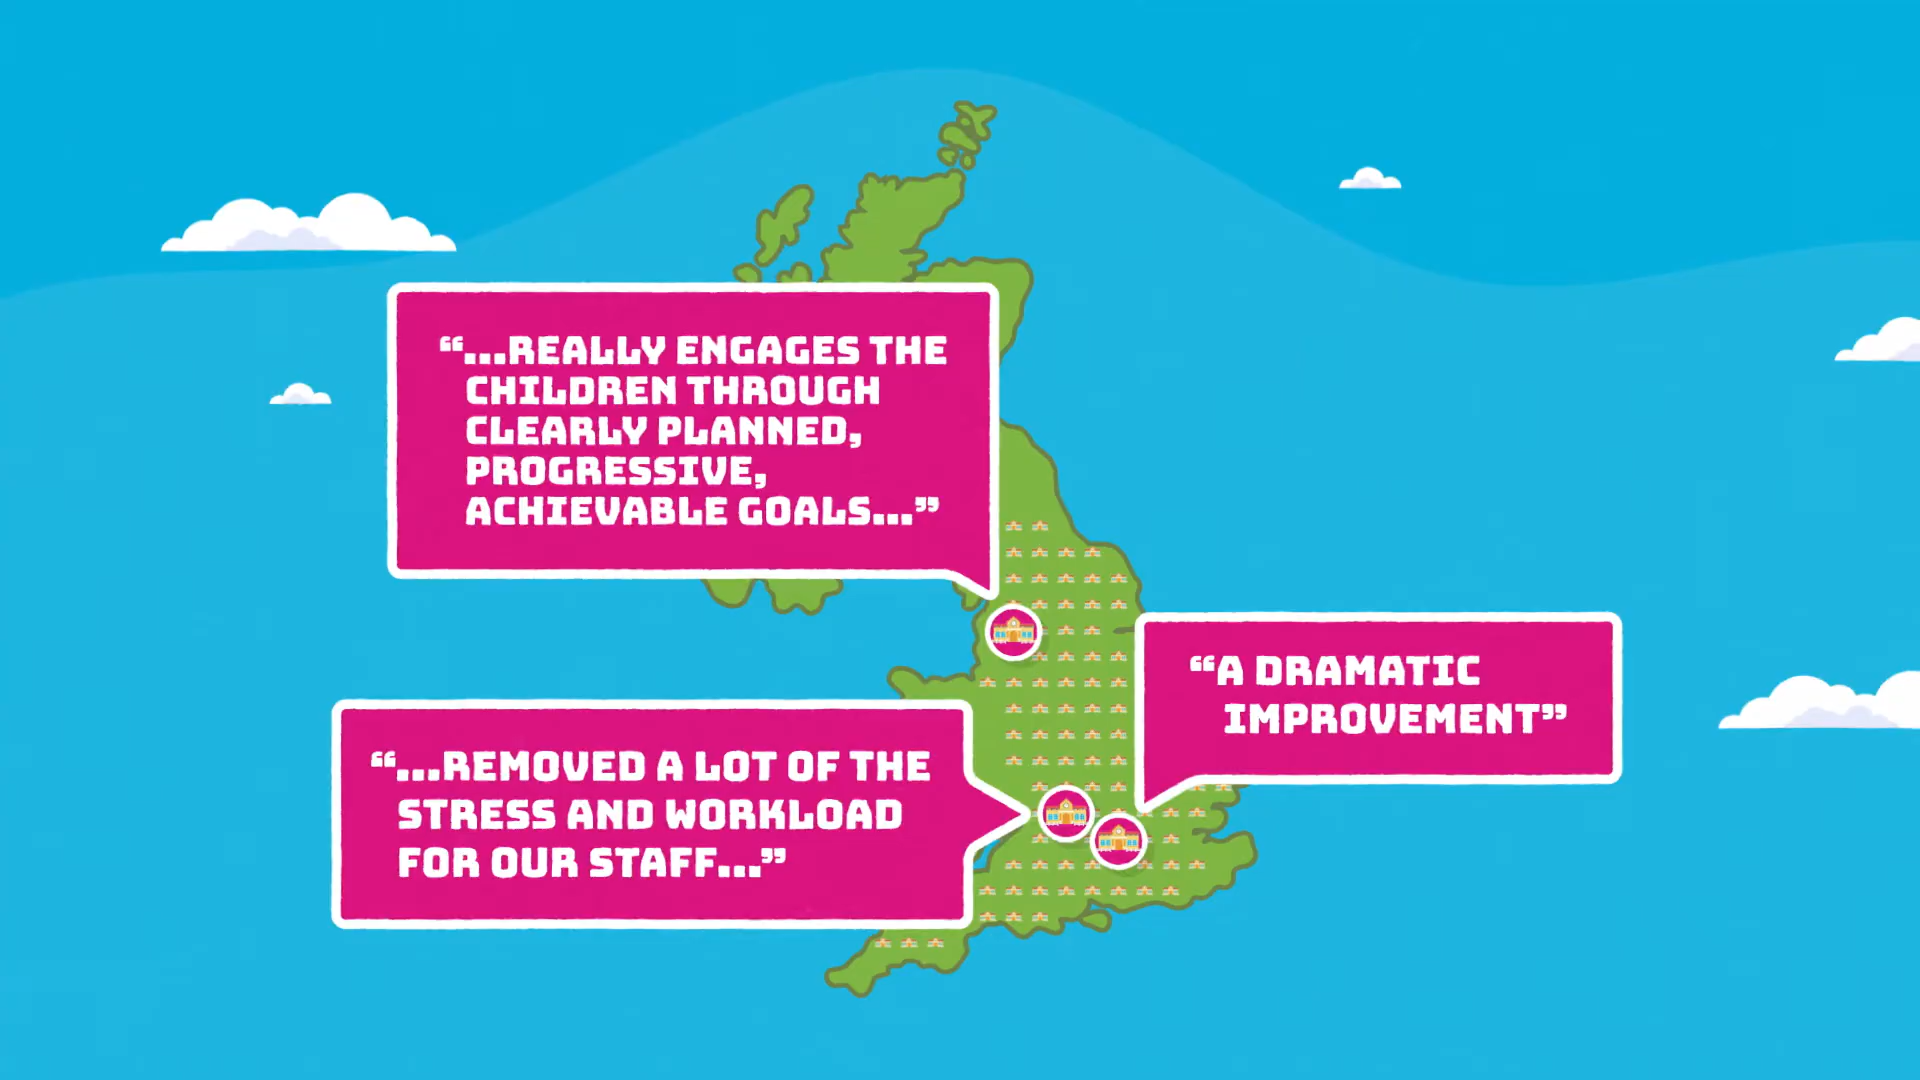 “...REALLY ENGAGES THE
CHILDREN THROUGH
CLEARLY PLANNED,
PROGRESSIVE,
ACHIEVABLE GOALS...”
“A DRAMATIC
IMPROVEMENT”
“...REMOVED A LOT OF THE
STRESS AND WORKLOAD
FOR OUR STAFF...”